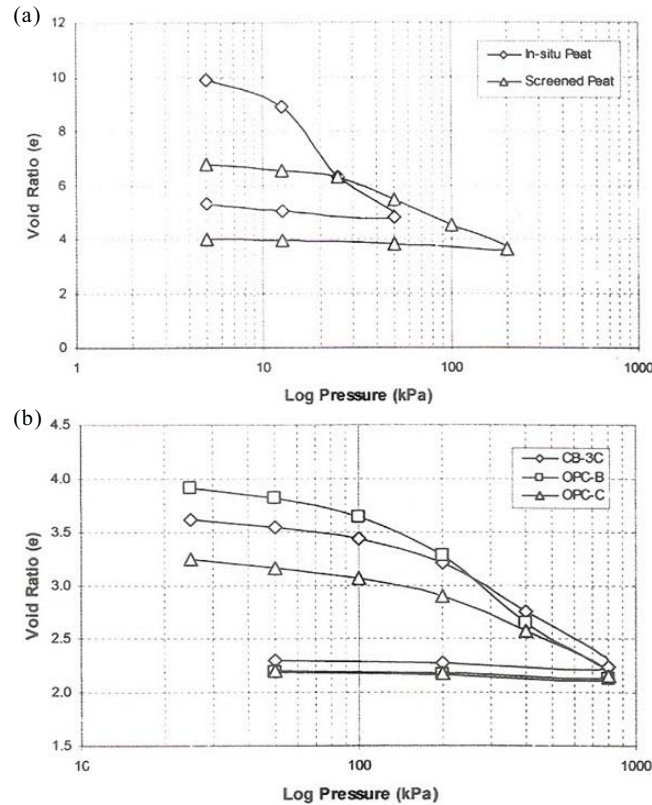 (a)
12
10
8
6
4
2
0
Void Ratio (e)
In-situ Peat
Screened Peat
1
10
100
1000
Log Pressure (kPa)
(b)
4.5
4.0
3.5
3.0
2.5
2.0
1.5
Void Ratio (e)
CB-3C
OPC-B
OPC-C
10
100
1000
Log Pressure (kPa)